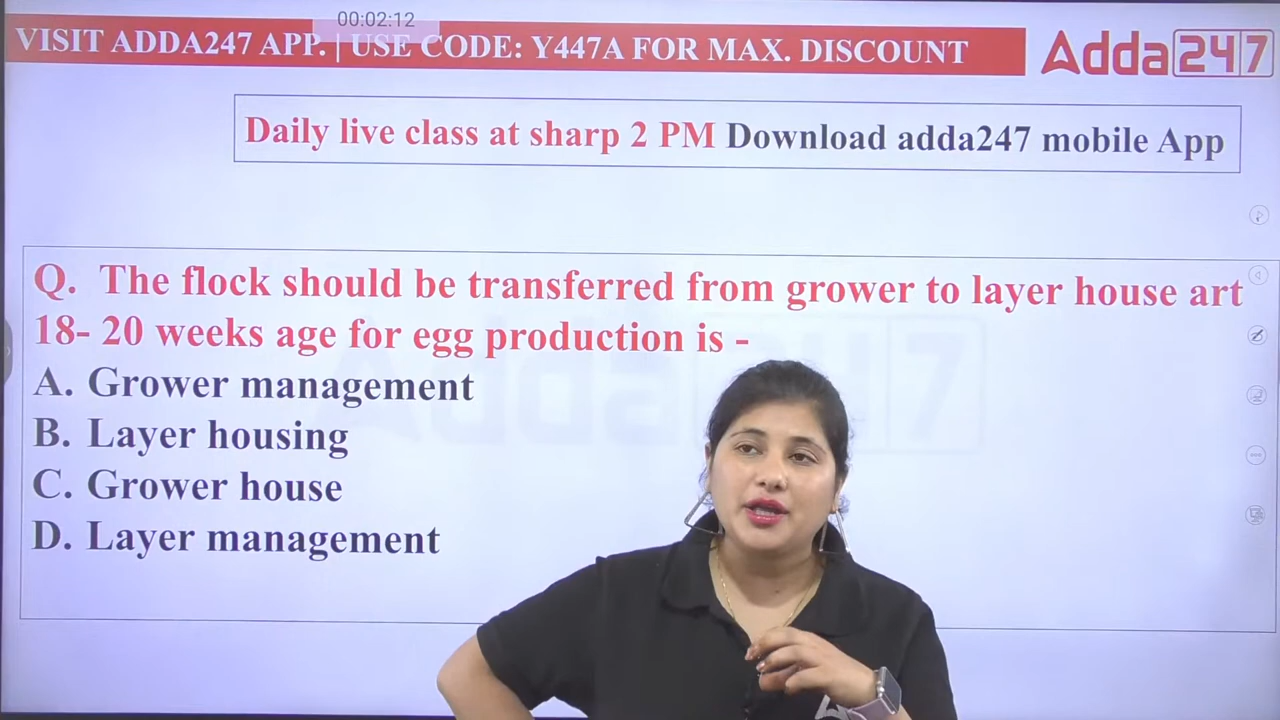 00:02:12
VISIT ADDA247 APP. | USE CODE: Y447A FOR MAX. DISCOUNT
Adda247
Daily live class at sharp 2 PM Download adda247 mobile App
Q. The flock should be transferred from grower to layer house art
18- 20 weeks age for egg production is -
A. Grower management
B. Layer housing
C. Grower house
D. Layer management